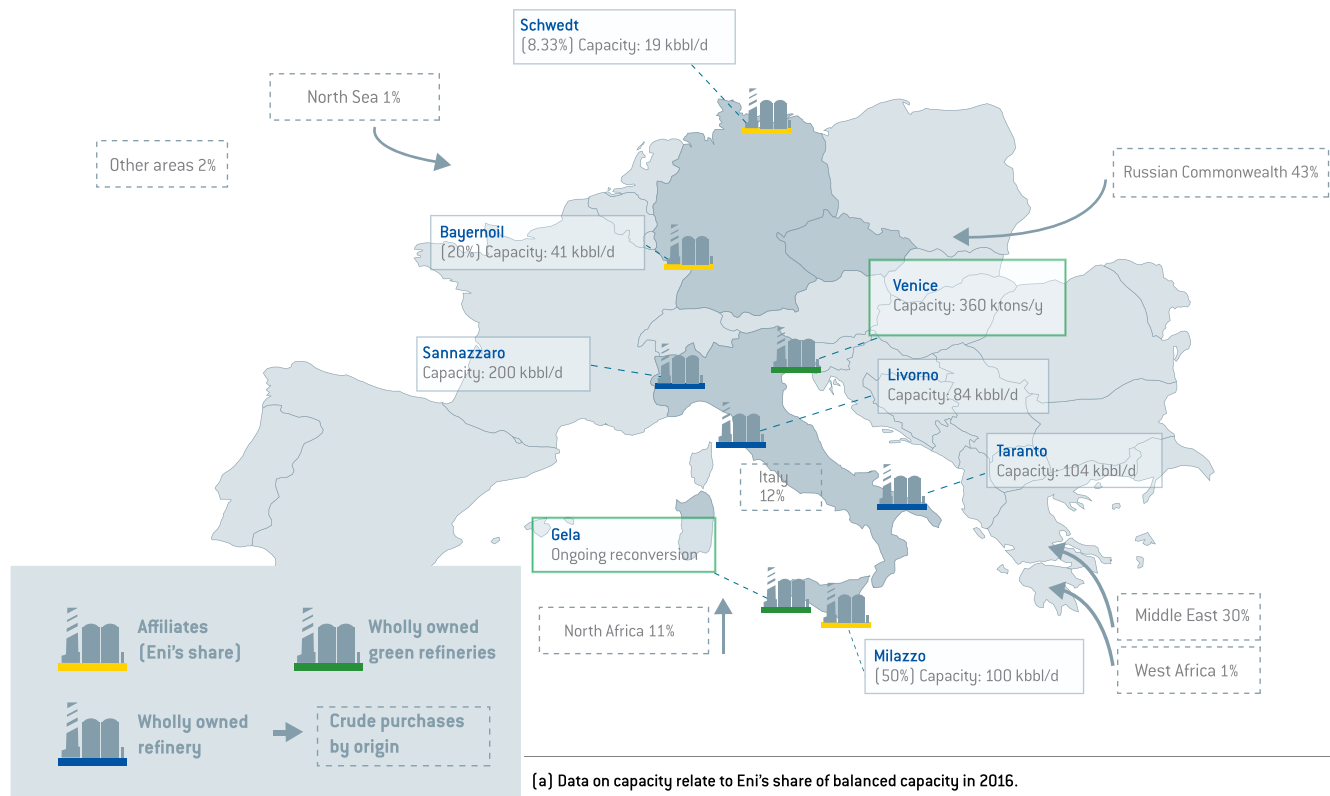 Schwedt
(8.33%) Capacity: 19 kbbl/d
North Sea 1%
Other areas 2%
Russian Commonwealth 43%
Bayernoil
(20%) Capacity: 41 kbbl/d
Venice
Capacity: 360 ktons/y
Sannazzaro
Capacity: 200 kbbl/d
Livorno
Capacity: 84 kbbl/d
Taranto
Capacity: 104 kbbl/d
Italy
12%
Gela
Ongoing reconversion
North Africa 11%
Middle East 30%
West Africa 1%
Milazzo
(50%) Capacity: 100 kbbl/d
Affiliates
(Eni's share)
Wholly owned
green refineries
Wholly owned
refinery
Crude purchases
by origin
(a) Data on capacity relate to Eni's share of balanced capacity in 2016.